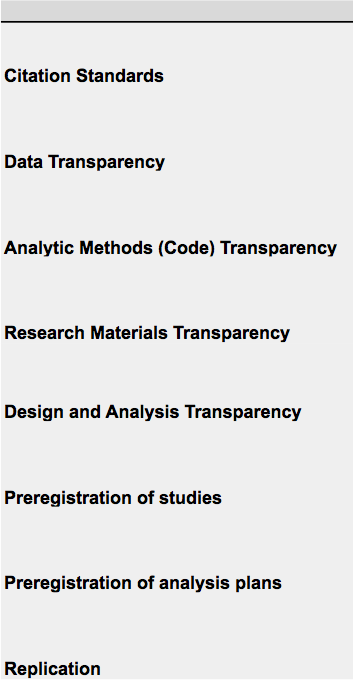 Citation Standards
Data Transparency
Analytic Methods (Code) Transparency
Research Materials Transparency
Design and Analysis Transparency
Preregistration of studies
Preregistration of analysis plans
Replication